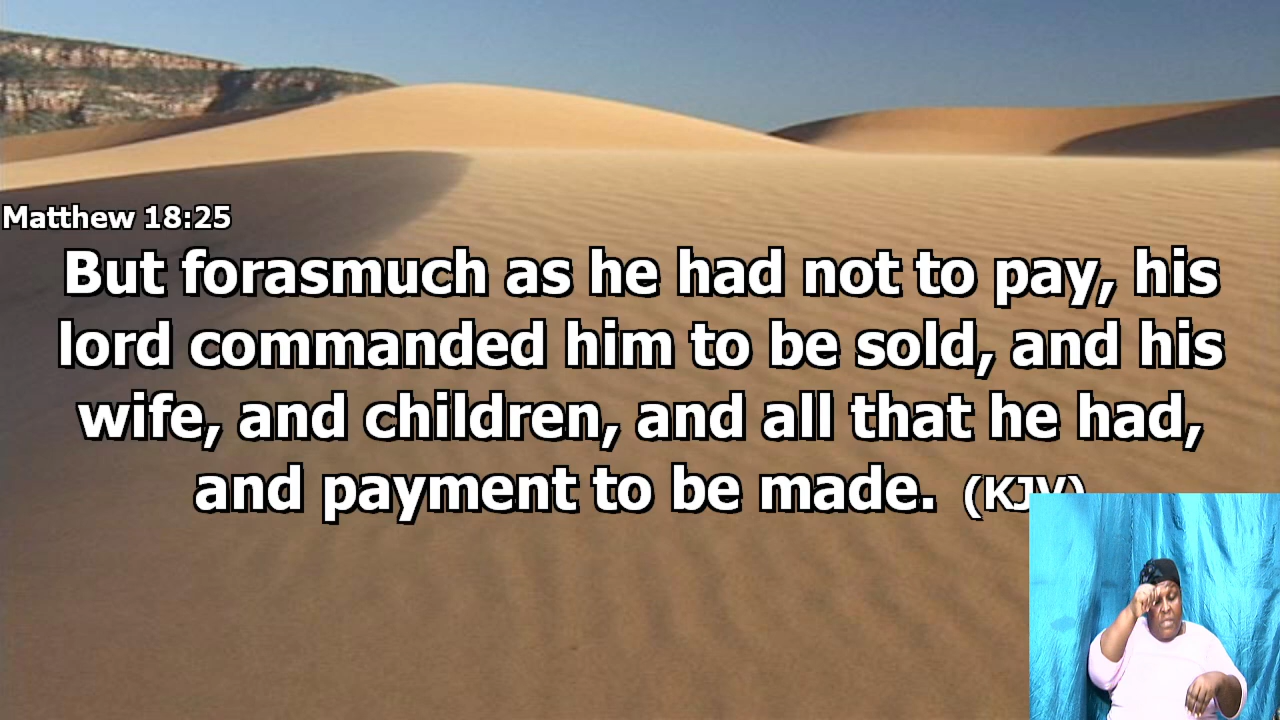 Matthew 18:25
But forasmuch as he had not to pay, his
lord commanded him to be sold, and his
wife, and children, and all that he had,
and payment to be made. (KJV)